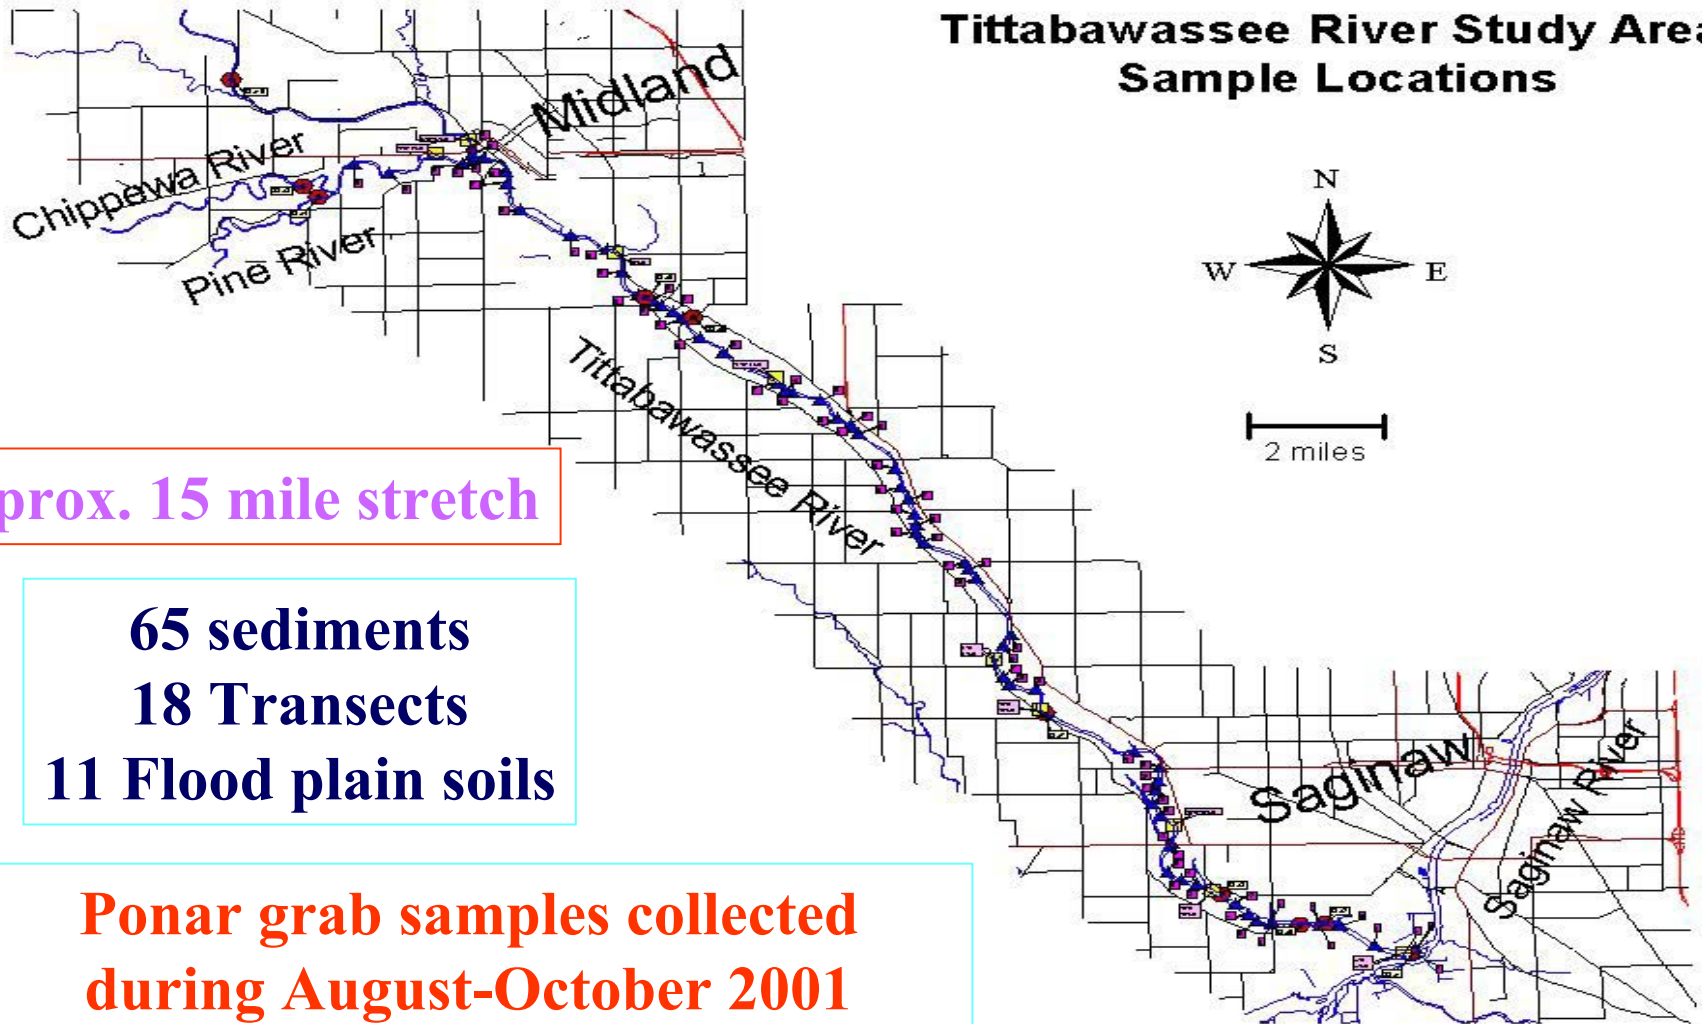 Tittabawassee River Study Area
Sample Locations
Midland
Chippewa River
Pine River
N
W
E
S
2 miles
Tittabawassee River
prox. 15 mile stretch
65 sediments
18 Transects
11 Flood plain soils
Saginaw
Saginaw River
Ponar grab samples collected
during August-October 2001